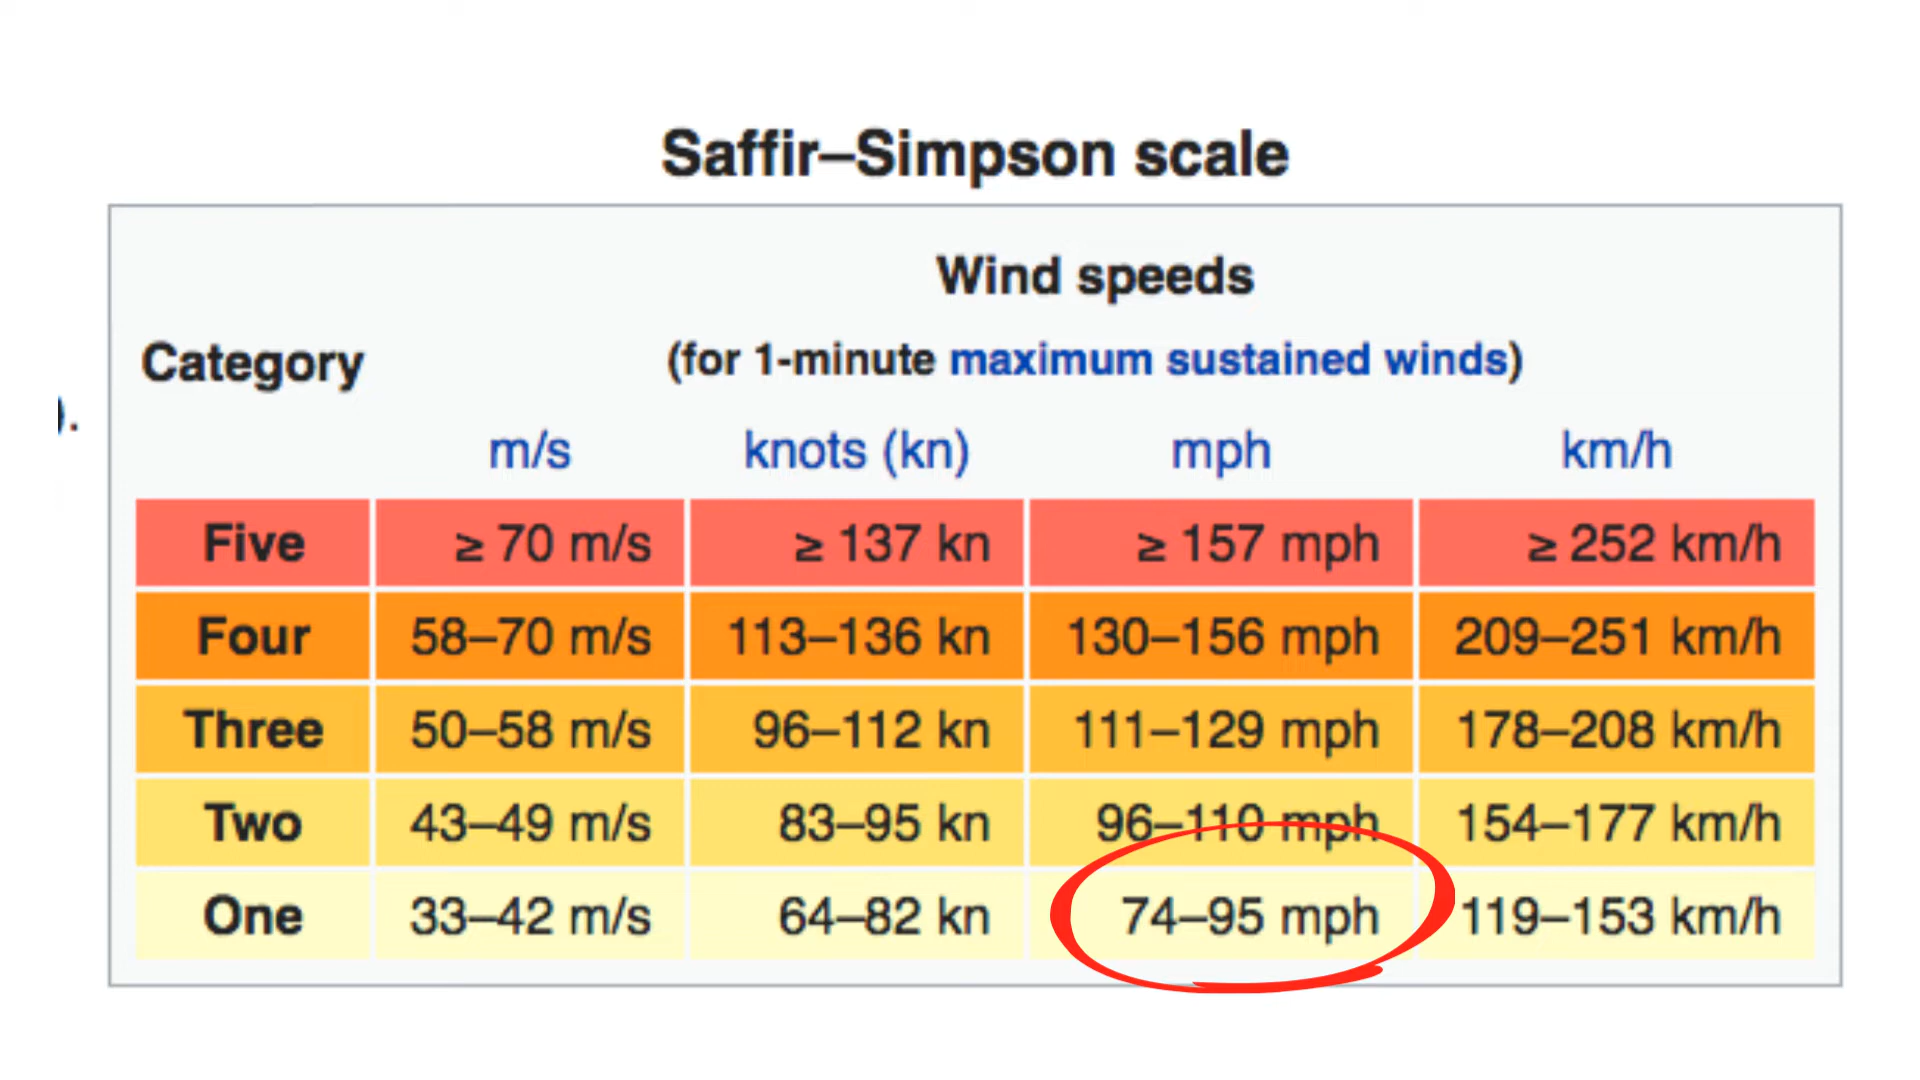 Saffir–Simpson scale
Wind speeds
Category
(for 1-minute maximum sustained winds)
).
m/s knots (kn) mph km/h
Five ≥ 70 m/s ≥ 137 kn ≥ 157 mph ≥ 252 km/h
Four 58–70 m/s 113–136 kn 130–156 mph 209–251 km/h
Three 50–58 m/s 96–112 kn 111–129 mph 178–208 km/h
Two 43–49 m/s 83–95 kn 96–110 mph 154–177 km/h
One 33–42 m/s 64–82 kn 74–95 mph 119–153 km/h